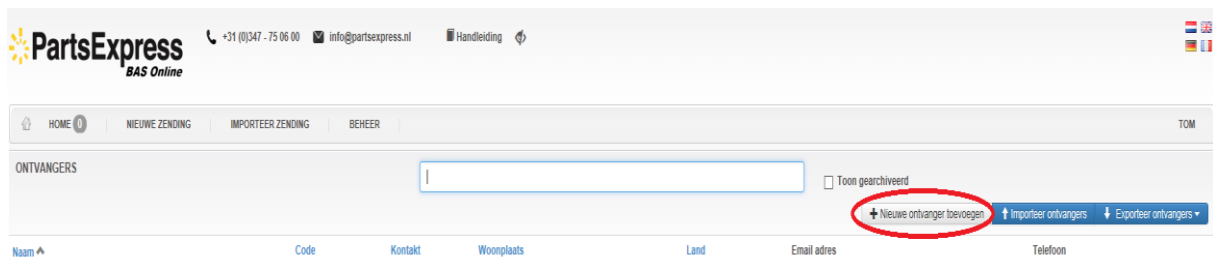 PartsExpress
BAS Online
+31 (0)347 - 75 06 00 info@partsexpress.nl Handleiding
HOME 0 NIEUWE ZENDING IMPORTEER ZENDING BEHEER TOM
ONTVANGERS
Toon gearchiveerd
Nieuwe ontvanger toevoegen Importeer ontvangers Exporteer ontvangers
Naam Code Kontakt Woonplaats Land Email adres Telefoon